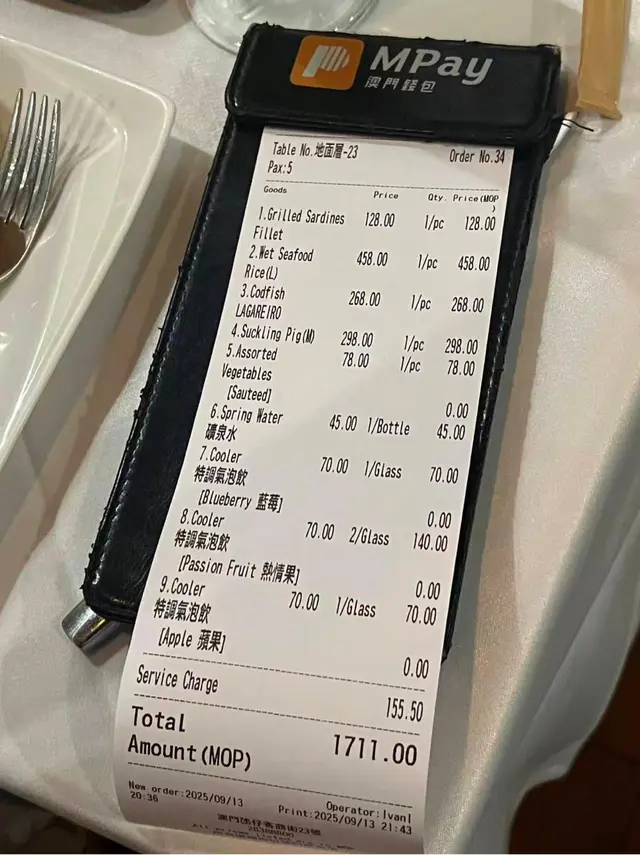 MPay
澳門錢包
Table No.地面層-23 Order No.34
Pax:5
Goods Price Qty. Price(MOP
)
1.Grilled Sardines 128.00 1/pc 128.00
Fillet
2.Wet Seafood 458.00 1/pc 458.00
Rice(L)
3.Codfish 268.00 1/pc 268.00
LAGAREIRO
4.Suckling Pig(M) 298.00 1/pc 298.00
5.Assorted 78.00 1/pc 78.00
Vegetables
[Sauteed] 0.00
6.Spring Water 45.00 1/Bottle 45.00
礦泉水
7.Cooler 70.00 1/Glass 70.00
特調氣泡飲
[Blueberry 藍莓] 0.00
8.Cooler 70.00 2/Glass 140.00
特調氣泡飲
[Passion Fruit 熱情果] 0.00
9.Cooler 70.00 1/Glass 70.00
特調氣泡飲
[Apple 蘋果] 0.00
Service Charge 155.50
Total
Amount(MOP) 1711.00
New order:2025/09/13 Operator:Ivanl
20:36 Print:2025/09/13 21:43